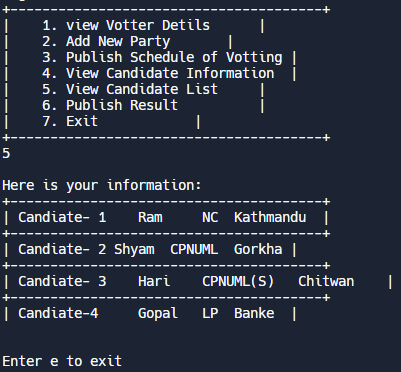 +---------------------------------------+
|    1. view Votter Detils      |
|    2. Add New Party       |
|    3. Publish Schedule of Votting |
|    4. View Candidate Information  |
|    5. View Candidate List     |
|    6. Publish Result          |
|    7. Exit            |
+---------------------------------------+
5
Here is your information:
+---------------------------------------+
| Candiate- 1    Ram     NC  Kathmandu  |
+---------------------------------------+
| Candiate- 2 Shyam  CPNUML  Gorkha |
+---------------------------------------+
| Candiate- 3    Hari    CPNUML(S)   Chitwan    |
+---------------------------------------+
| Candiate-4     Gopal   LP  Banke  |
Enter e to exit